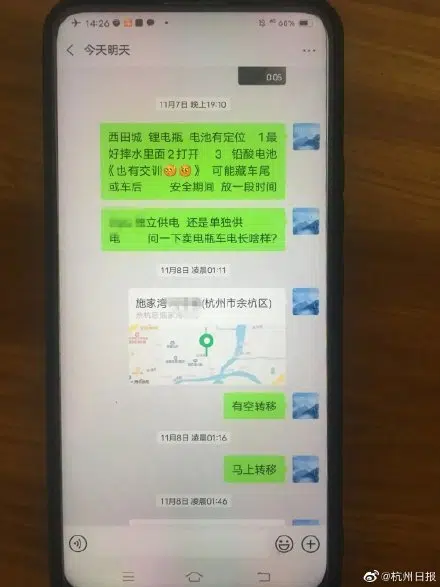 14:26
66%
今天明天
0:05
11月7日 晚上19:10
西田城 锂电瓶 电池有定位 1最
好摔水里面2打开 3 铅酸电池
《也有交训》 可能藏车尾
或车后 安全期间 放一段时间
立供电 还是单独供
电 问一下卖电瓶车电长啥样?
11月8日 凌晨01:11
施家湾 (杭州市余杭区)
有空转移
11月8日 凌晨01:16
马上转移
11月8日 凌晨01:46
@杭州日报